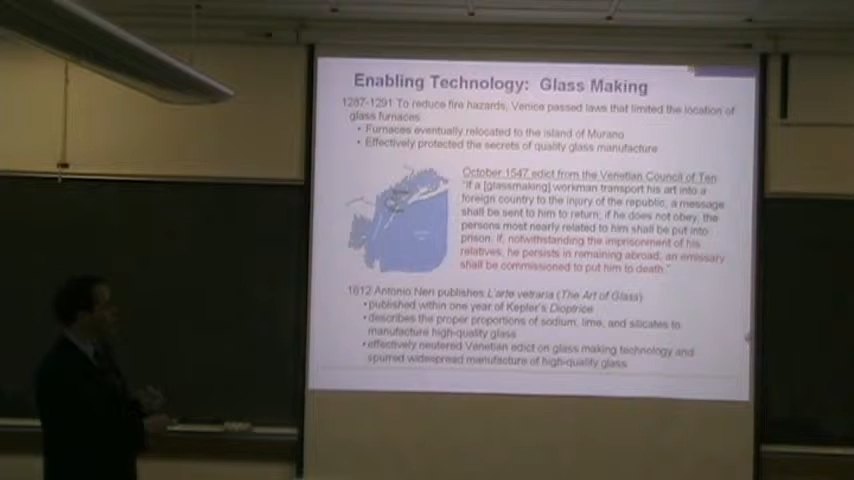 Enabling Technology: Glass Making
1287-1291 To reduce fire hazards, Venice passed laws that limited the location of
glass furnaces
• Furnaces eventually relocated to the island of Murano
• Effectively protected the secrets of quality glass manufacture
October 1547 edict from the Venetian Council of Ten
"If a [glassmaking] workman transport his art into a
foreign country to the injury of the republic, a message
shall be sent to him to return; if he does not obey, the
persons most nearly related to him shall be put into
prison. If, notwithstanding the imprisonment of his
relatives, he persists in remaining abroad, an emissary
shall be commissioned to put him to death."
1612 Antonio Neri publishes L'arte vetraria (The Art of Glass)
• published within one year of Kepler's Dioptrice
• describes the proper proportions of sodium, lime, and silicates to
manufacture high-quality glass
• effectively neutered Venetian edict on glass making technology and
spurred widespread manufacture of high-quality glass